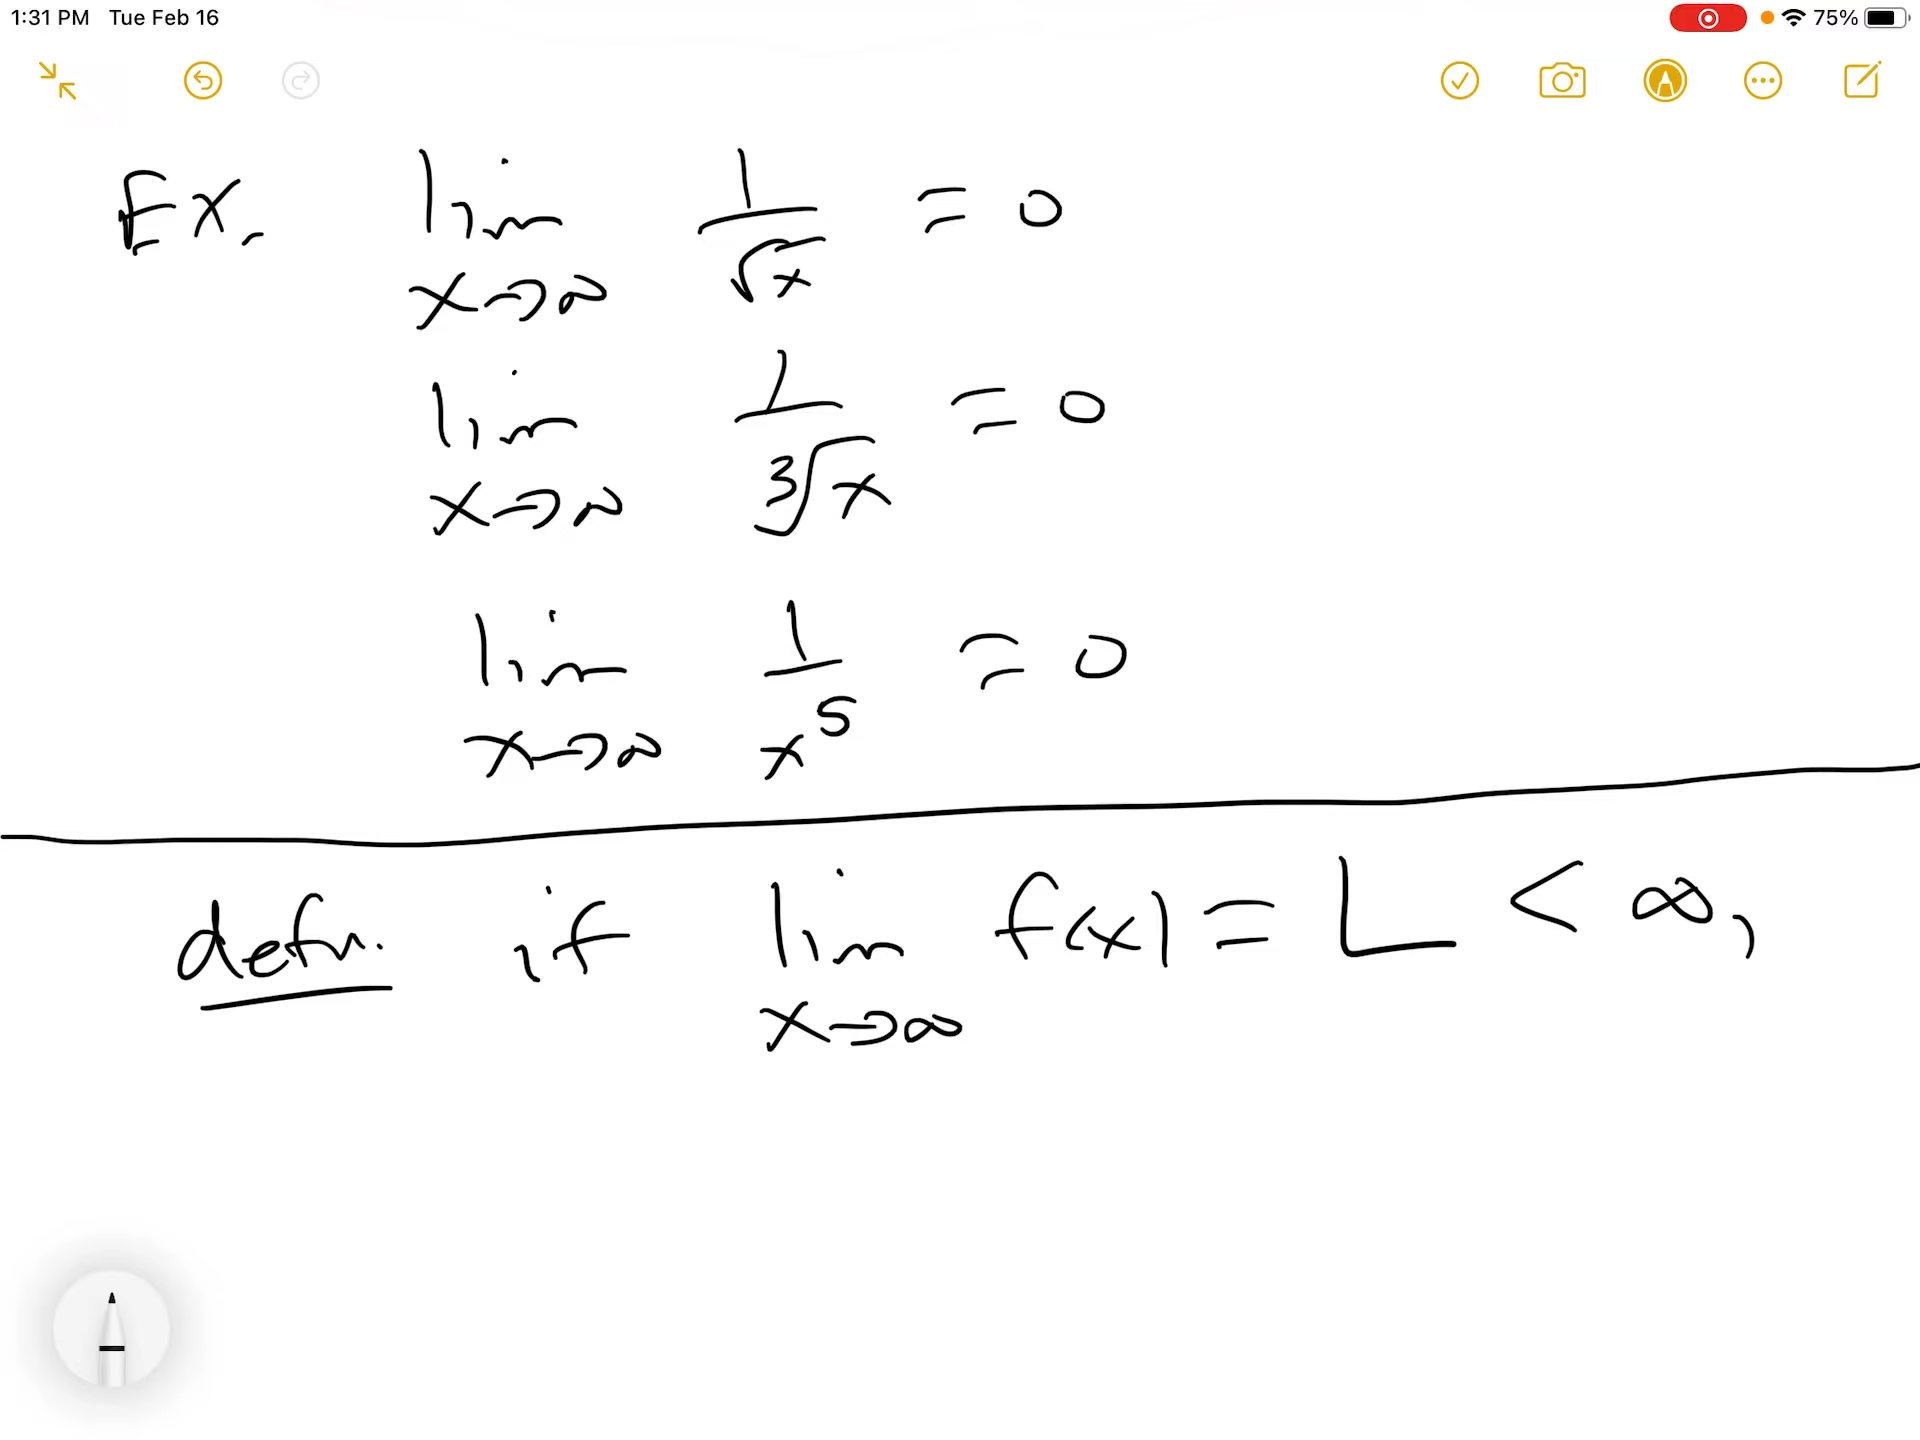 1:31 PM Tue Feb 16 75%
Ex. lim x→∞ 1/√x = 0
lim x→∞ 1/∛x = 0
lim x→∞ 1/x⁵ = 0
defn. if lim x→∞ f(x) = L < ∞,